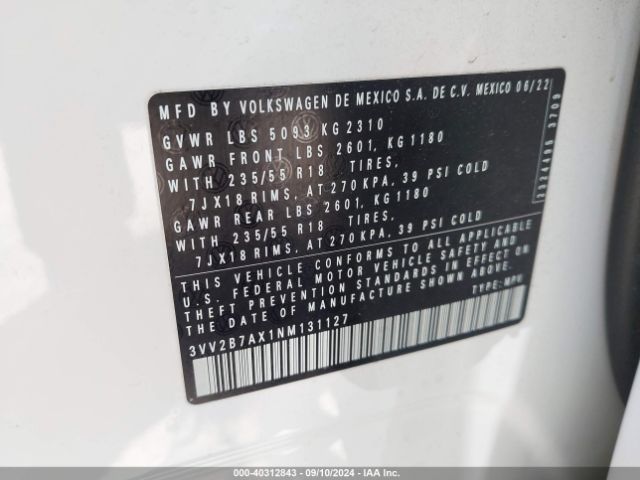 MFD BY VOLKSWAGEN DE MEXICO S.A. DE C.V. MEXICO 06/22
GVWR LBS 5093 KG 2310
GAWR FRONT LBS 2601, KG 1180
WITH 235/55 R18 TIRES,
7JX18 RIMS, AT 270 KPA, 39 PSI COLD
GAWR REAR LBS 2601, KG 1180
WITH 235/55 R18 TIRES,
7JX18 RIMS, AT 270 KPA, 39 PSI COLD
THIS VEHICLE CONFORMS TO ALL APPLICABLE
U.S. FEDERAL MOTOR VEHICLE SAFETY AND
THEFT PREVENTION STANDARDS IN EFFECT ON
THE DATE OF MANUFACTURE SHOWN ABOVE.
3VV2B7AX1NM131127
TYPE: MPV
2324495 3709
000-40312843 - 09/10/2024 - IAA Inc.